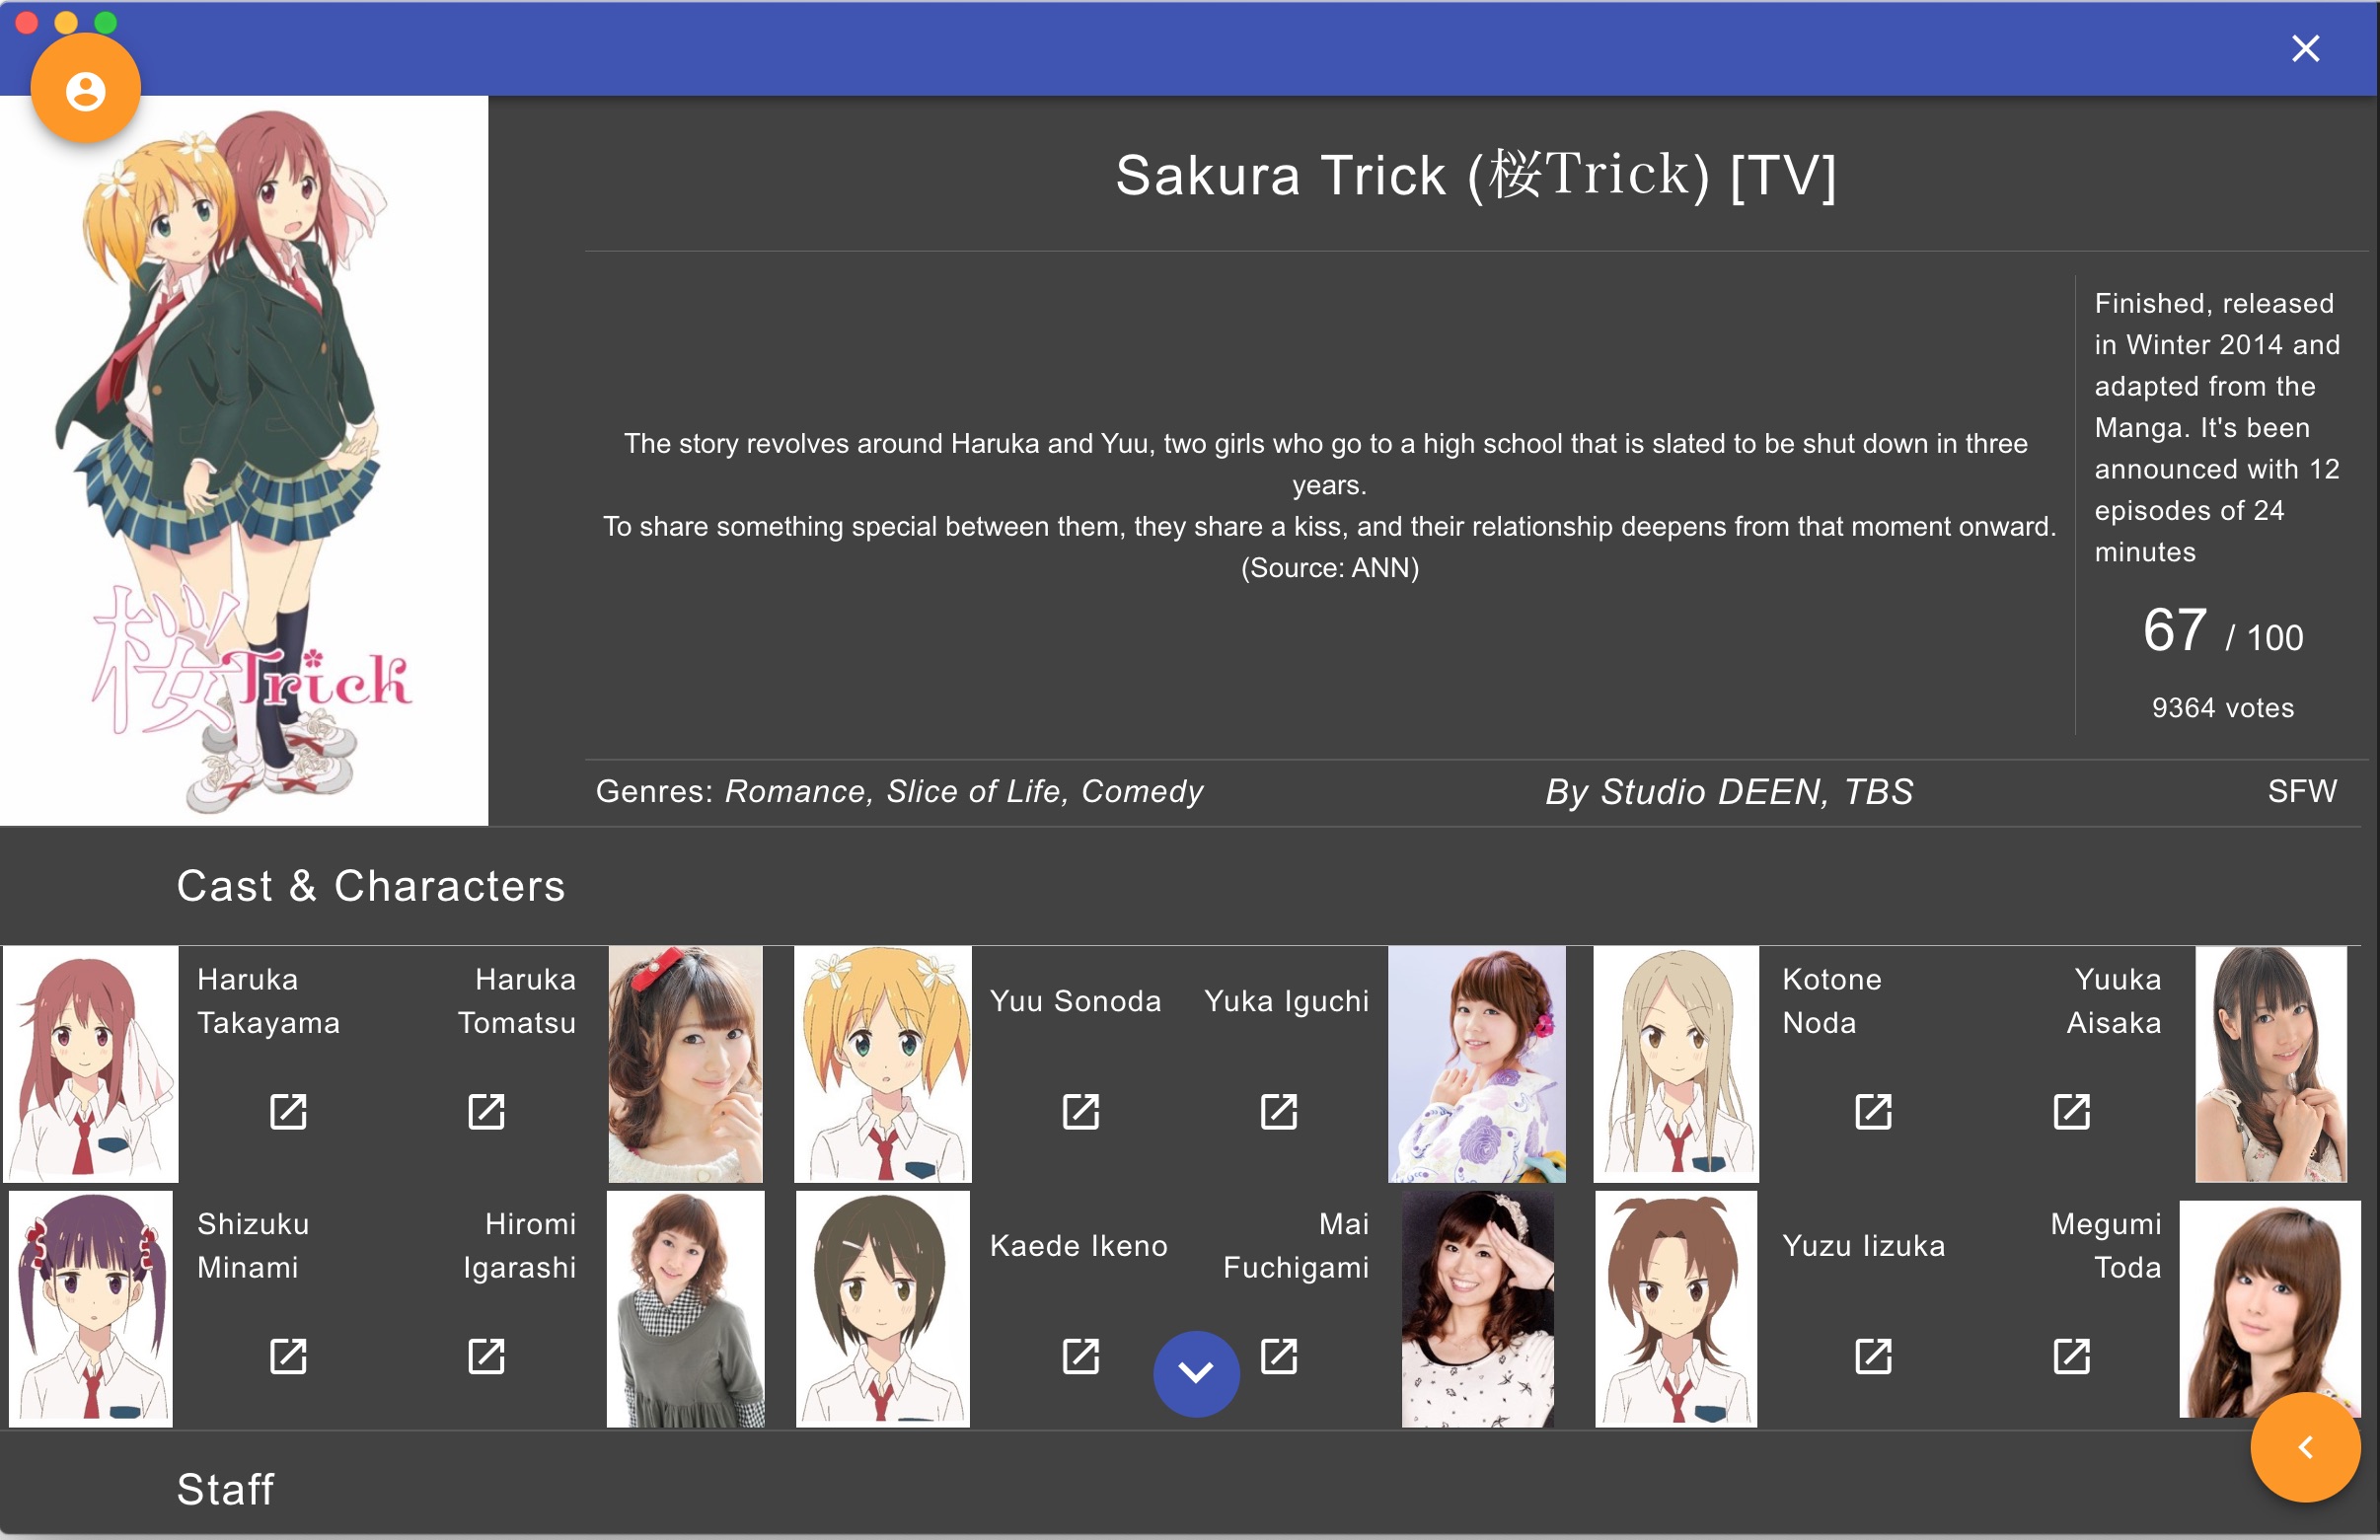 Sakura Trick (桜Trick) [TV]
The story revolves around Haruka and Yuu, two girls who go to a high school that is slated to be shut down in three
years.
To share something special between them, they share a kiss, and their relationship deepens from that moment onward.
(Source: ANN)
Finished, released
in Winter 2014 and
adapted from the
Manga. It's been
announced with 12
episodes of 24
minutes
67 / 100
9364 votes
桜Trick
Genres: Romance, Slice of Life, Comedy
By Studio DEEN, TBS
SFW
Cast & Characters
Haruka
Takayama
Haruka
Tomatsu
Yuu Sonoda
Yuka Iguchi
Kotone
Noda
Yuuka
Aisaka
Shizuku
Minami
Hiromi
Igarashi
Kaede Ikeno
Mai
Fuchigami
Yuzu Iizuka
Megumi
Toda
Staff